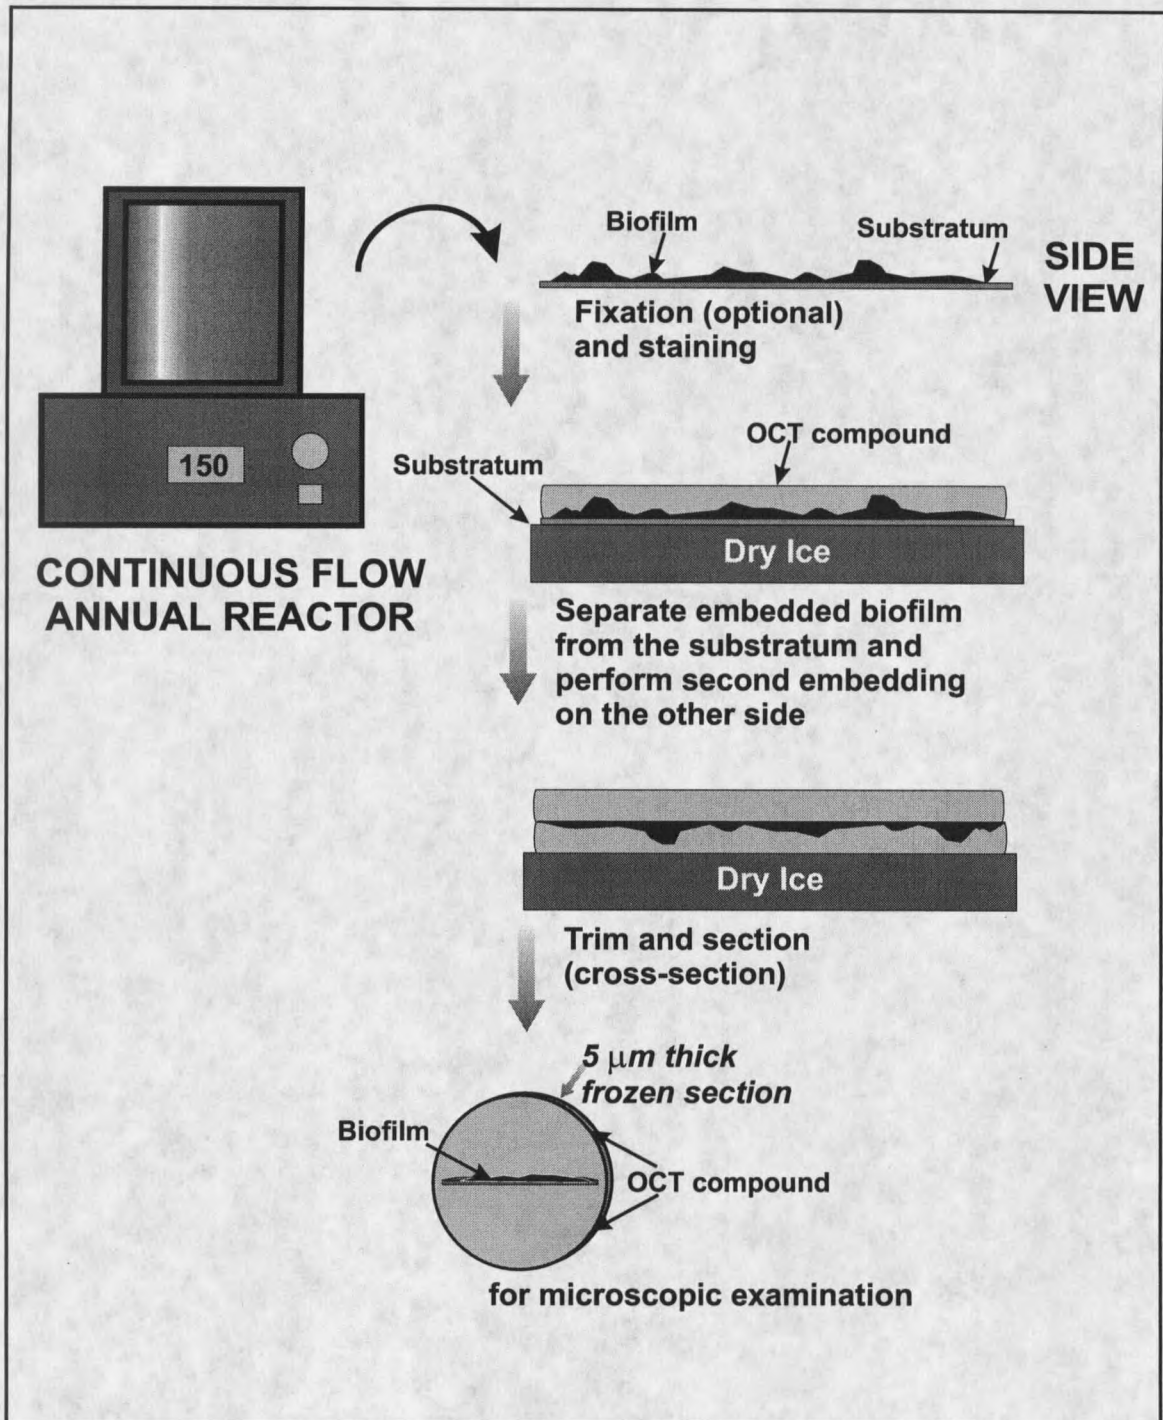 Biofilm
Substratum
SIDE
VIEW
Fixation (optional)
and staining
150
CONTINUOUS FLOW
ANNUAL REACTOR
OCT compound
Substratum
Dry Ice
Separate embedded biofilm
from the substratum and
perform second embedding
on the other side
Dry Ice
Trim and section
(cross-section)
5 μm thick
frozen section
Biofilm
OCT compound
for microscopic examination